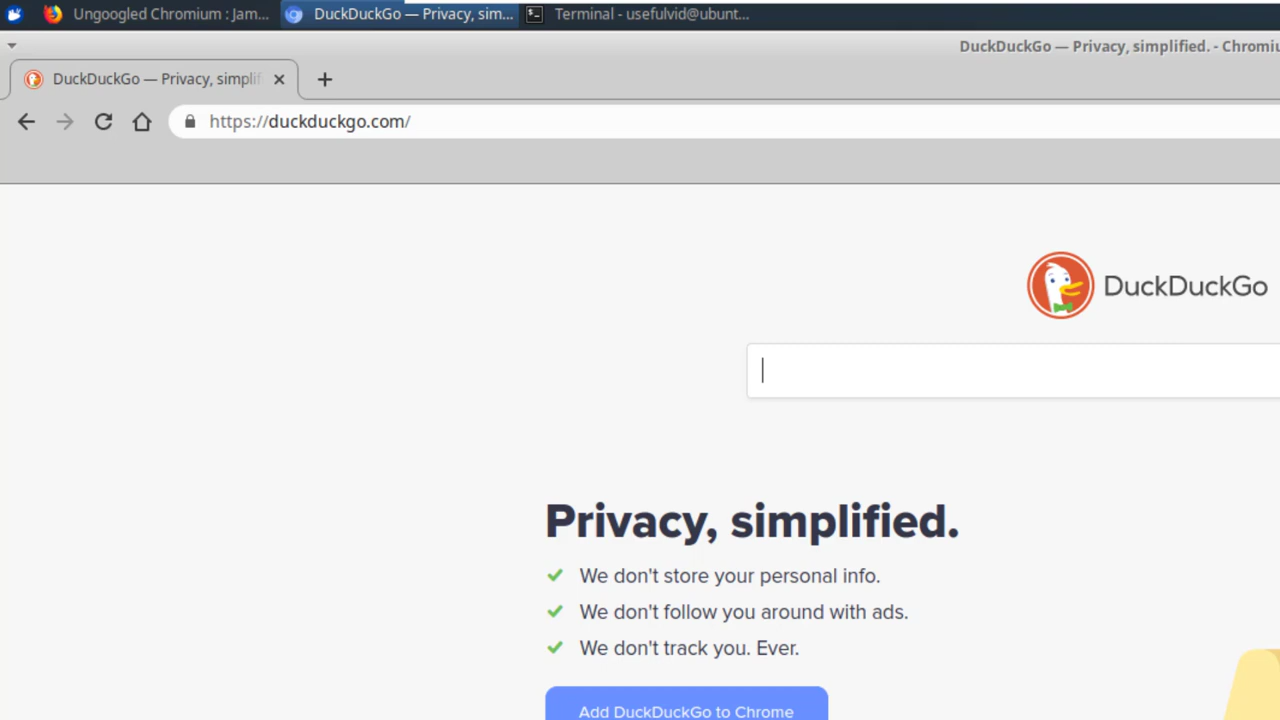 Ungoogled Chromium : Jam... DuckDuckGo — Privacy, sim... Terminal - usefulvid@ubunt...
DuckDuckGo — Privacy, simplified. - Chromiu
DuckDuckGo — Privacy, simplif
https://duckduckgo.com/
DuckDuckGo
Privacy, simplified.
We don't store your personal info.
We don't follow you around with ads.
We don't track you. Ever.
Add DuckDuckGo to Chrome